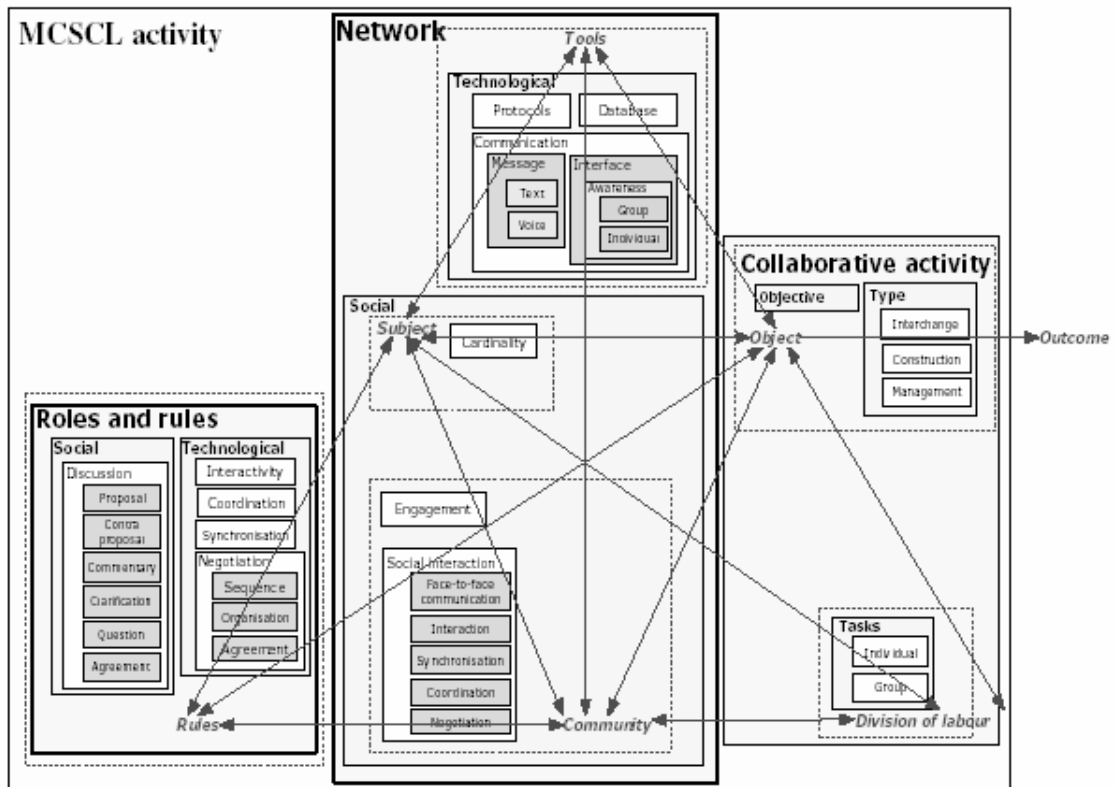 MCSCL activity
Network
Tools
Technological
Protocols
Database
Communication
Message
Text
Voice
Interface
Awareness
Group
Individual
Social
Subject
Cardinality
Engagement
Social interaction
Face-to-face
communication
Interaction
Synchronisation
Coordination
Negotiation
Community
Collaborative activity
Objective
Type
Interchange
Construction
Management
Object
Outcome
Tasks
Individual
Group
Division of labour
Roles and rules
Social
Discussion
Proposal
Contra
proposal
Commentary
Clarification
Question
Agreement
Technological
Interactivity
Coordination
Synchronisation
Negotiation
Sequence
Organisation
Agreement
Rules